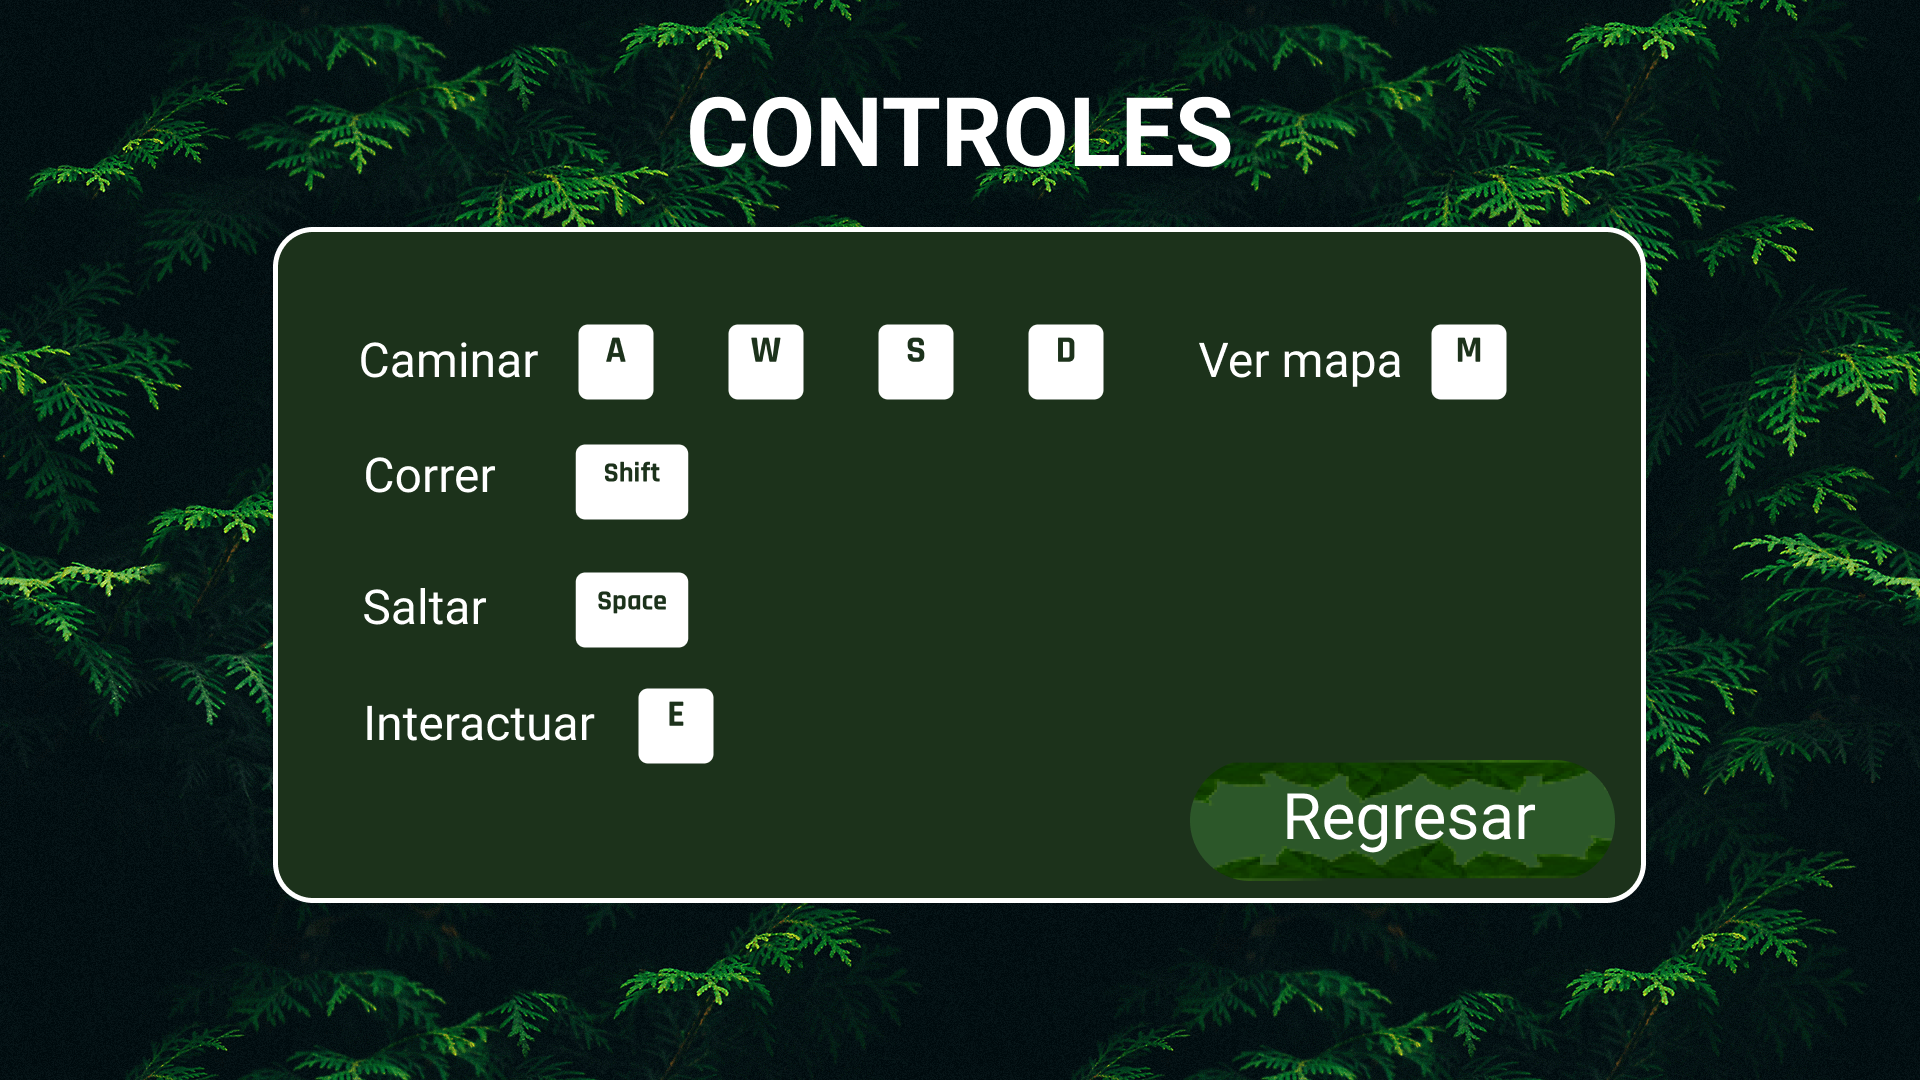 CONTROLES
Caminar A W S D Ver mapa M
Correr Shift
Saltar Space
Interactuar E
Regresar